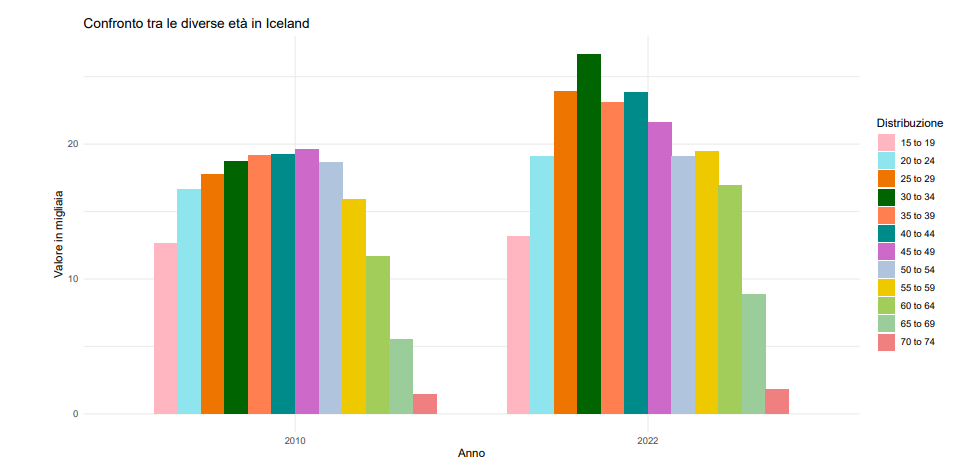 Confronto tra le diverse età in Iceland
Valore in migliaia
20
10
0
2010
2022
Anno
Distribuzione
15 to 19
20 to 24
25 to 29
30 to 34
35 to 39
40 to 44
45 to 49
50 to 54
55 to 59
60 to 64
65 to 69
70 to 74